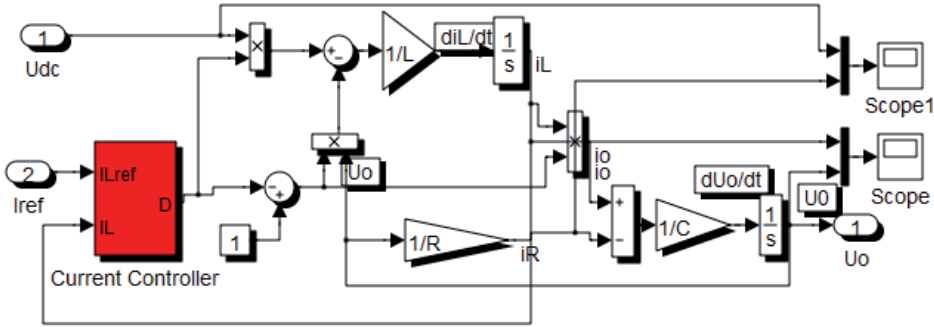 1
Udc
×
+
−
1/L
diL/dt
1
s
iL
Scope1
2
Iref
ILref
D
IL
Current Controller
×
−
+
1
Uo
1/R
iR
×
io
io
+
−
1/C
dUo/dt
1
s
U0
1
Uo
Scope